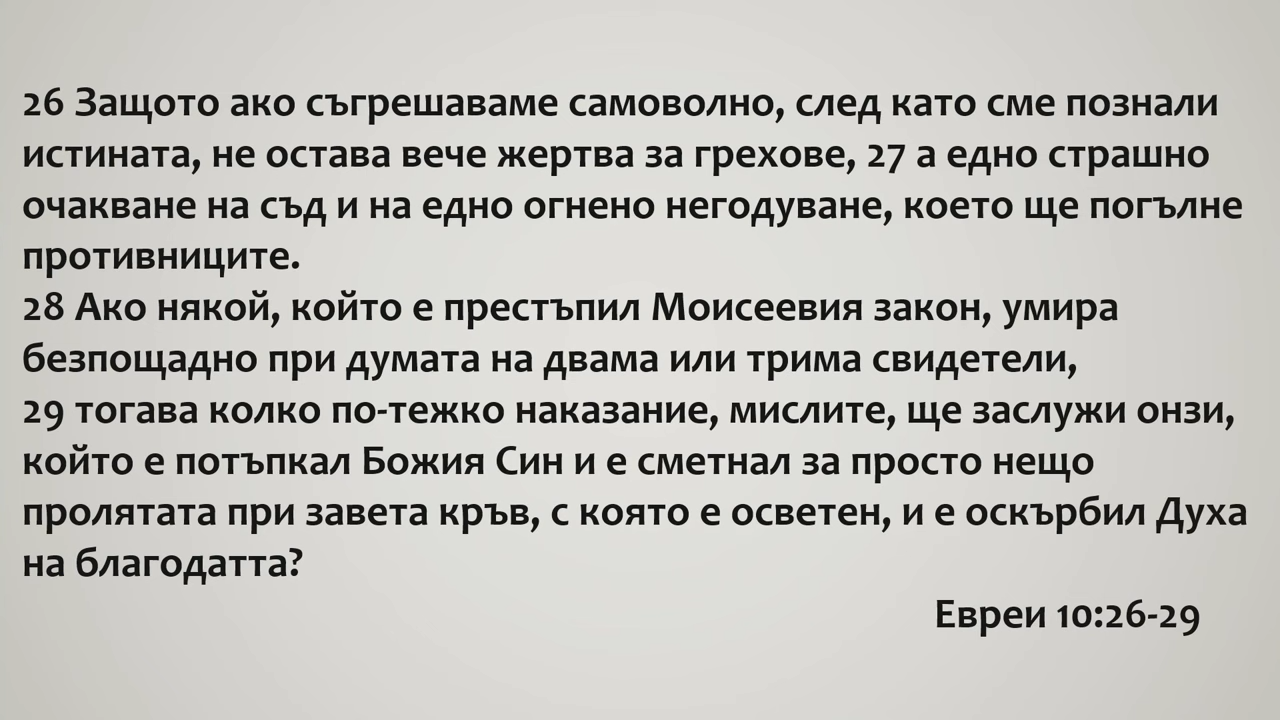 26 Защото ако съгрешаваме самоволно, след като сме познали
истината, не остава вече жертва за грехове, 27 а едно страшно
очакване на съд и на едно огнено негодуване, което ще погълне
противниците.
28 Ако някой, който е престъпил Моисеевия закон, умира
безпощадно при думата на двама или трима свидетели,
29 тогава колко по-тежко наказание, мислите, ще заслужи онзи,
който е потъпкал Божия Син и е сметнал за просто нещо
пролятата при завета кръв, с която е осветен, и е оскърбил Духа
на благодатта?
Евреи 10:26-29